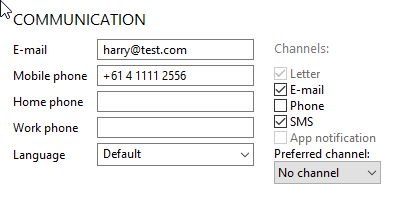 COMMUNICATION
E-mail harry@test.com
Mobile phone +61 4 1111 2556
Home phone
Work phone
Language Default
Channels:
Letter
E-mail
Phone
SMS
App notification
Preferred channel:
No channel